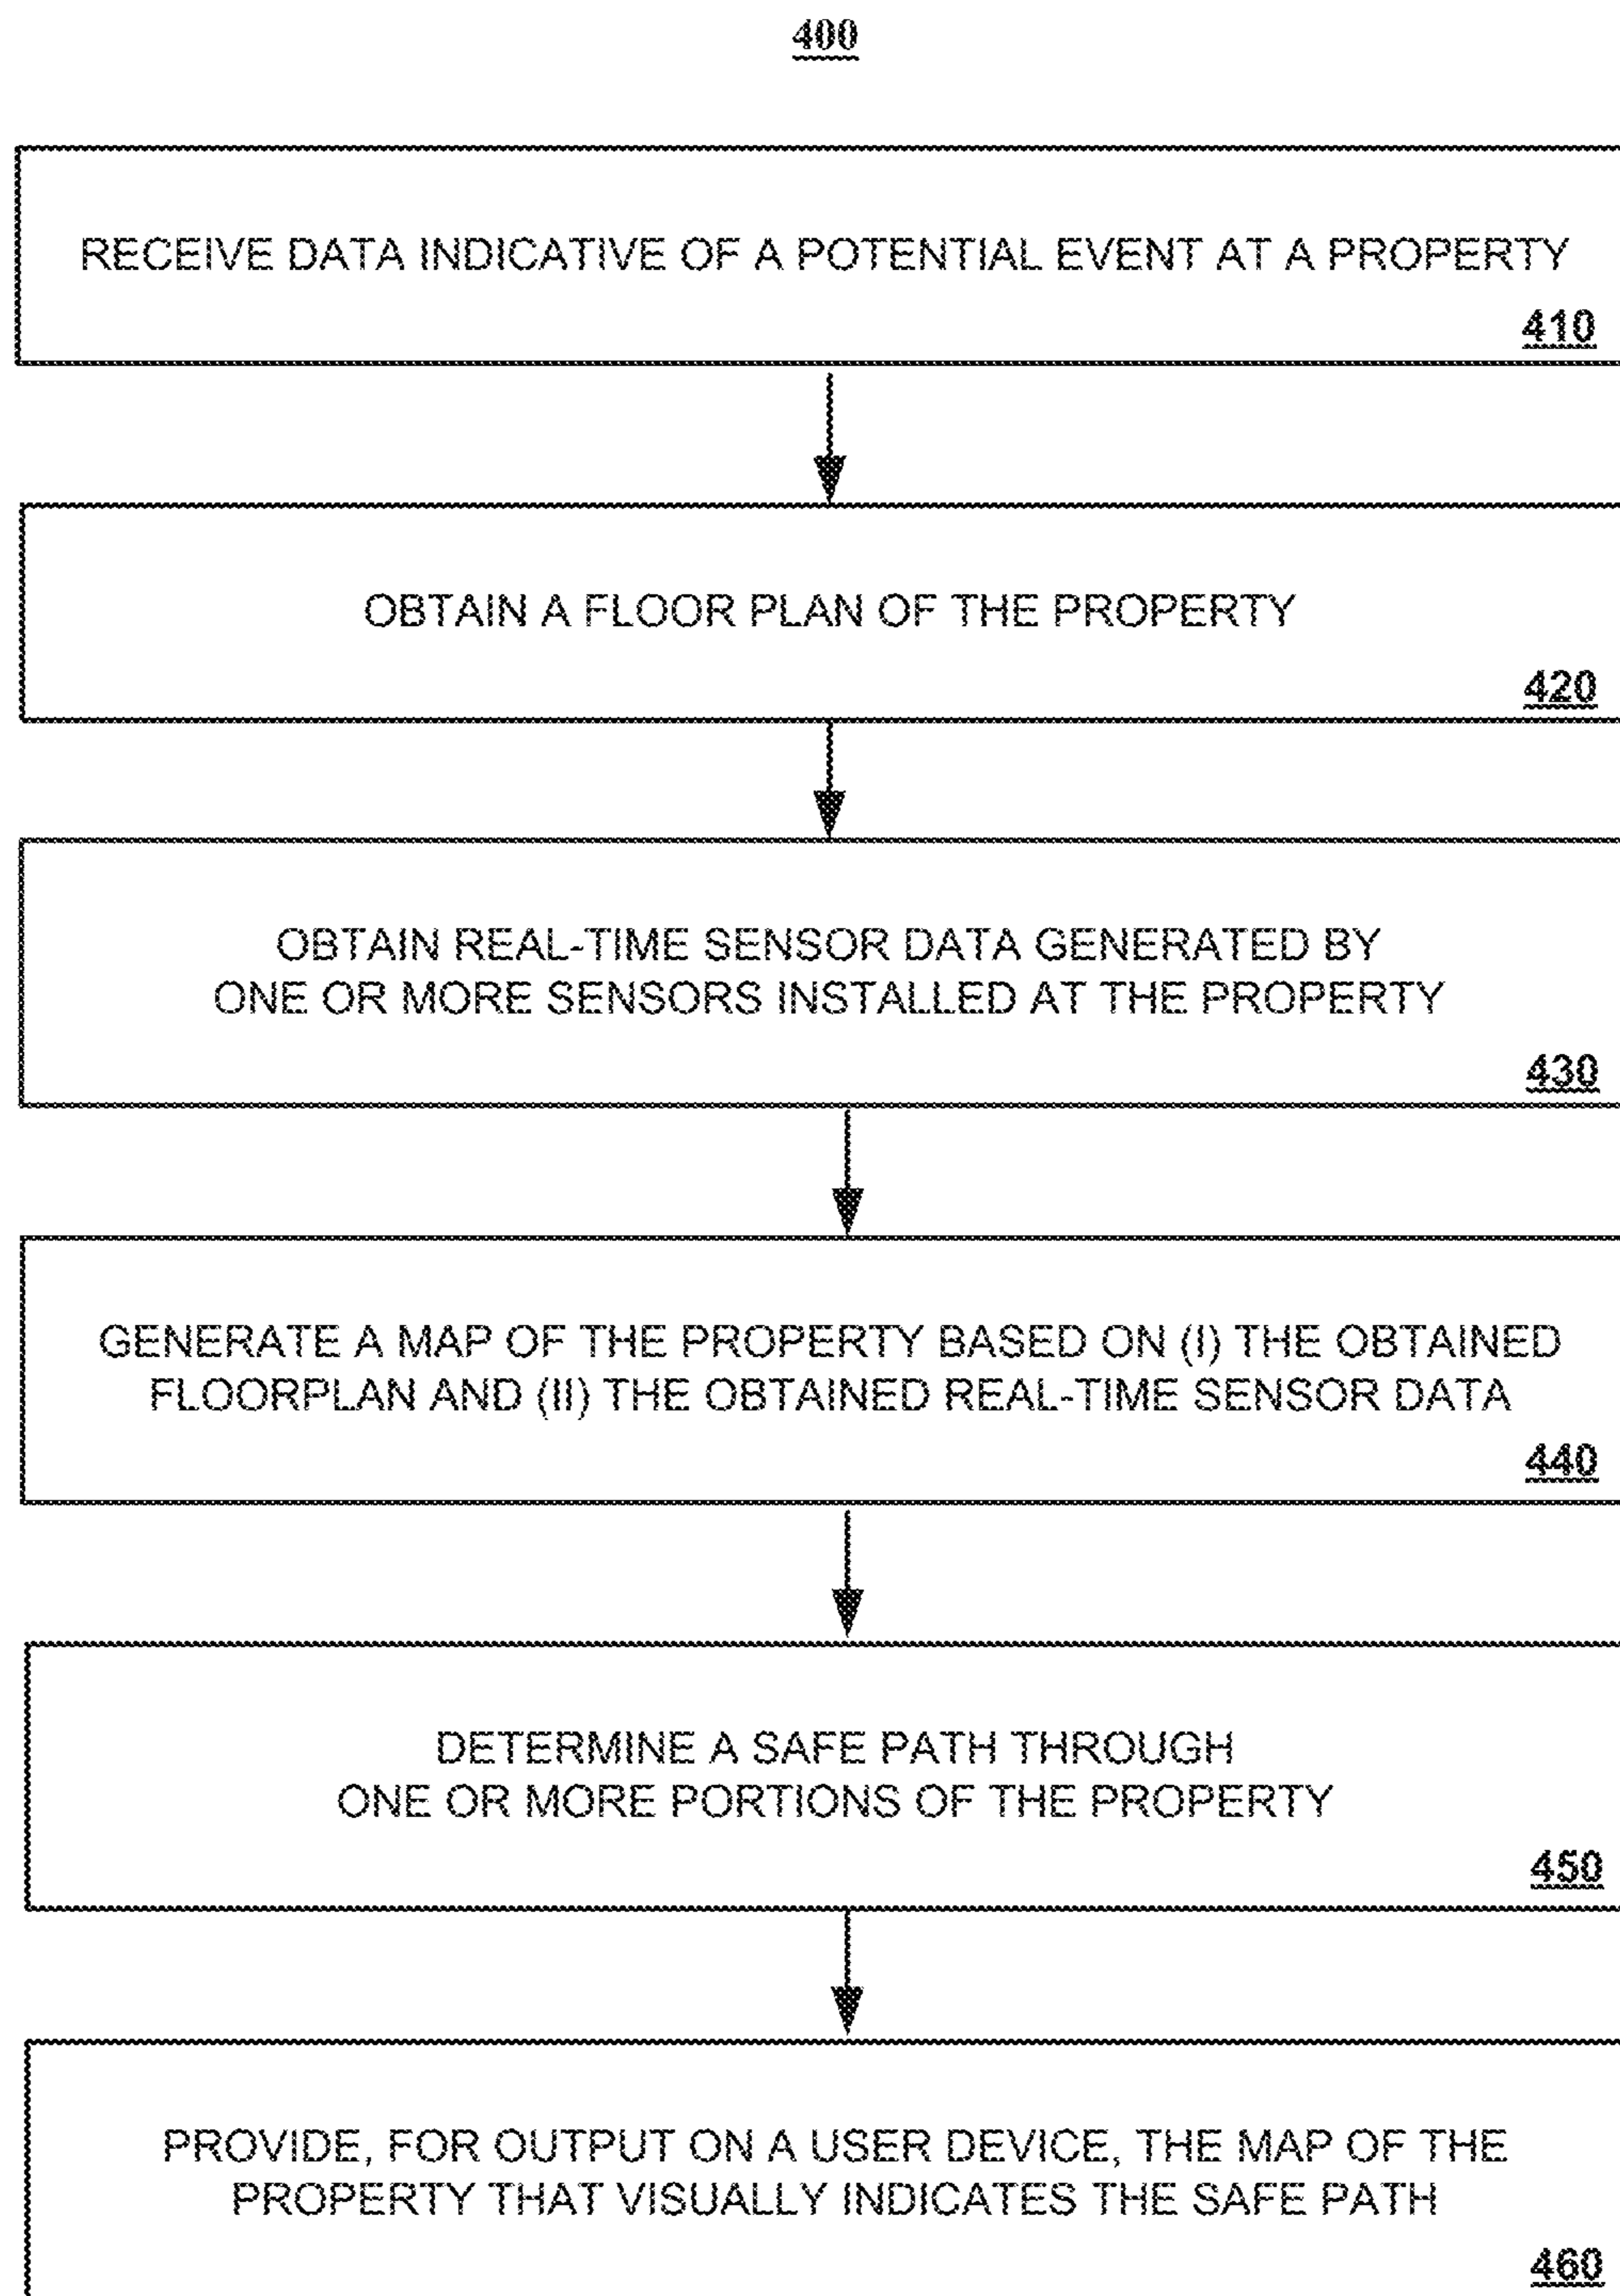 400
RECEIVE DATA INDICATIVE OF A POTENTIAL EVENT AT A PROPERTY
410
OBTAIN A FLOOR PLAN OF THE PROPERTY
420
OBTAIN REAL-TIME SENSOR DATA GENERATED BY
ONE OR MORE SENSORS INSTALLED AT THE PROPERTY
430
GENERATE A MAP OF THE PROPERTY BASED ON (I) THE OBTAINED
FLOORPLAN AND (II) THE OBTAINED REAL-TIME SENSOR DATA
440
DETERMINE A SAFE PATH THROUGH
ONE OR MORE PORTIONS OF THE PROPERTY
450
PROVIDE, FOR OUTPUT ON A USER DEVICE, THE MAP OF THE
PROPERTY THAT VISUALLY INDICATES THE SAFE PATH
460